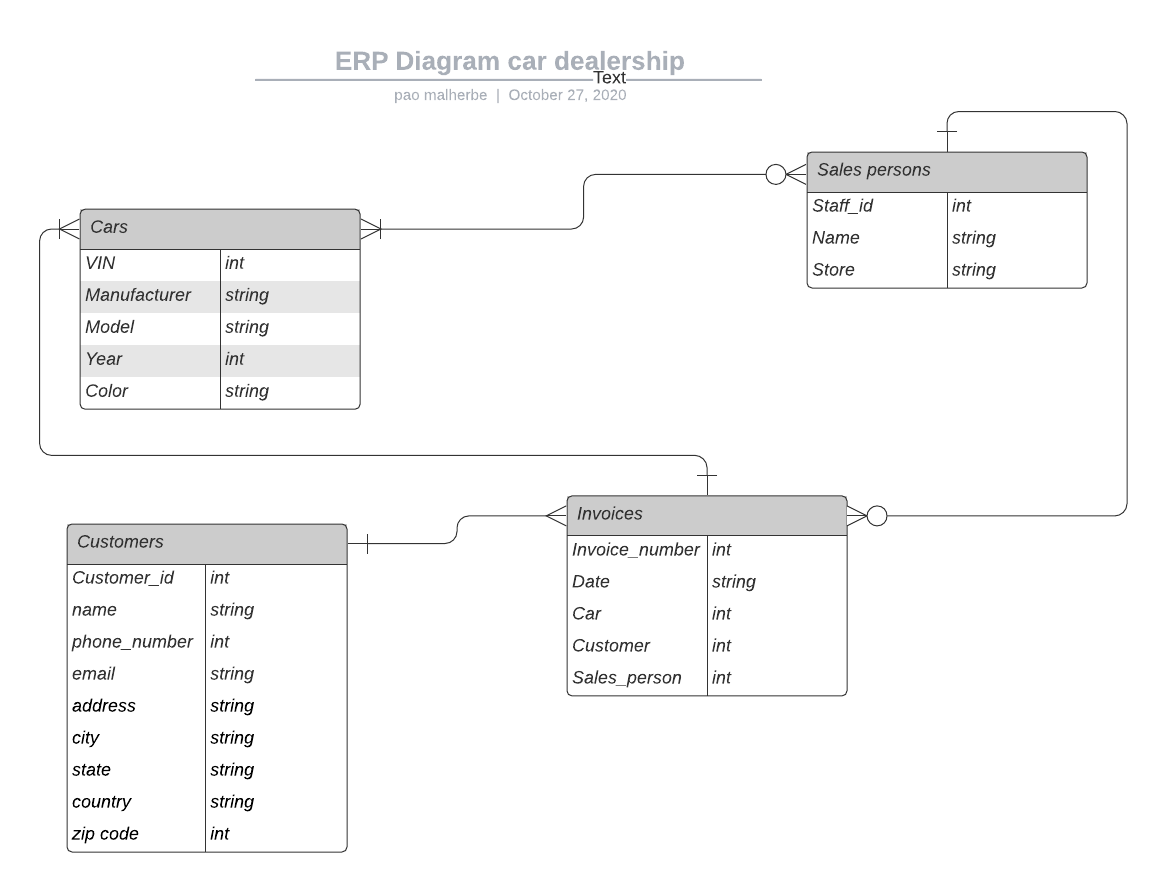 ERP Diagram car dealership
Text
pao malherbe | October 27, 2020
Sales persons
Staff_id int
Name string
Store string
Cars
VIN int
Manufacturer string
Model string
Year int
Color string
Invoices
Invoice_number int
Date string
Car int
Customer int
Sales_person int
Customers
Customer_id int
name string
phone_number int
email string
address string
city string
state string
country string
zip code int